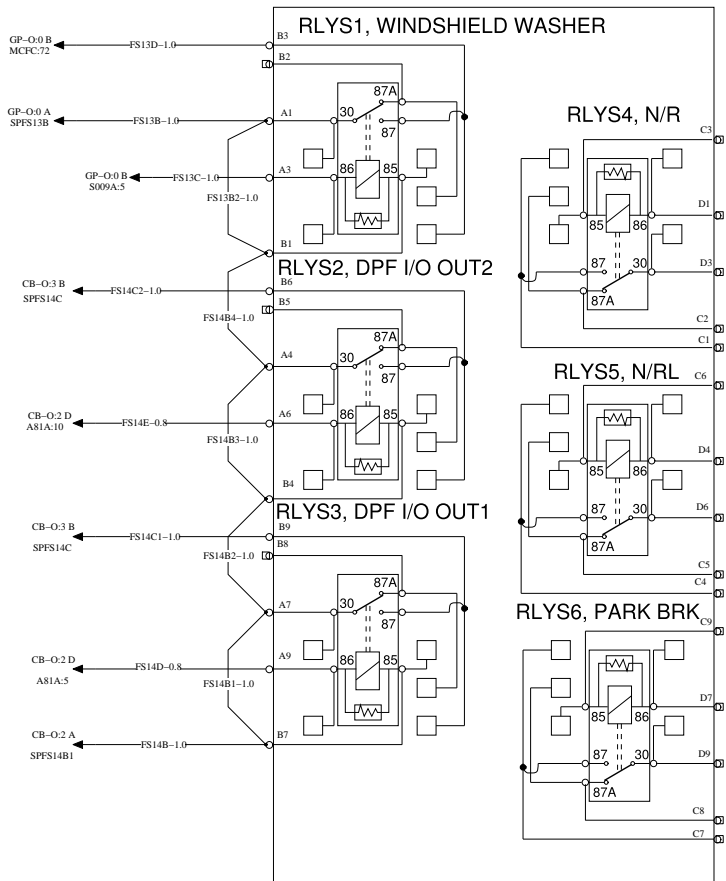 RLYS1, WINDSHIELD WASHER
GP-O:0 B
MCFC:72
FS13D-1.0
B3
B2
87A
30
87
GP-O:0 A
SPFS13B
FS13B-1.0
A1
GP-O:0 B
S009A:5
FS13C-1.0
A3
86
85
FS13B2-1.0
B1
RLYS2, DPF I/O OUT2
CB-O:3 B
SPFS14C
FS14C2-1.0
B6
B5
FS14B4-1.0
87A
30
87
A4
CB-O:2 D
A81A:10
FS14E-0.8
A6
86
85
FS14B3-1.0
B4
RLYS3, DPF I/O OUT1
CB-O:3 B
SPFS14C
FS14C1-1.0
B9
B8
FS14B2-1.0
87A
30
87
A7
CB-O:2 D
A81A:5
FS14D-0.8
A9
86
85
FS14B1-1.0
CB-O:2 A
SPFS14B1
FS14B-1.0
B7
RLYS4, N/R
C3
D1
85
86
D3
87
30
87A
C2
C1
RLYS5, N/RL
C6
D4
85
86
D6
87
30
87A
C5
C4
RLYS6, PARK BRK
C9
D7
85
86
D9
87
30
87A
C8
C7